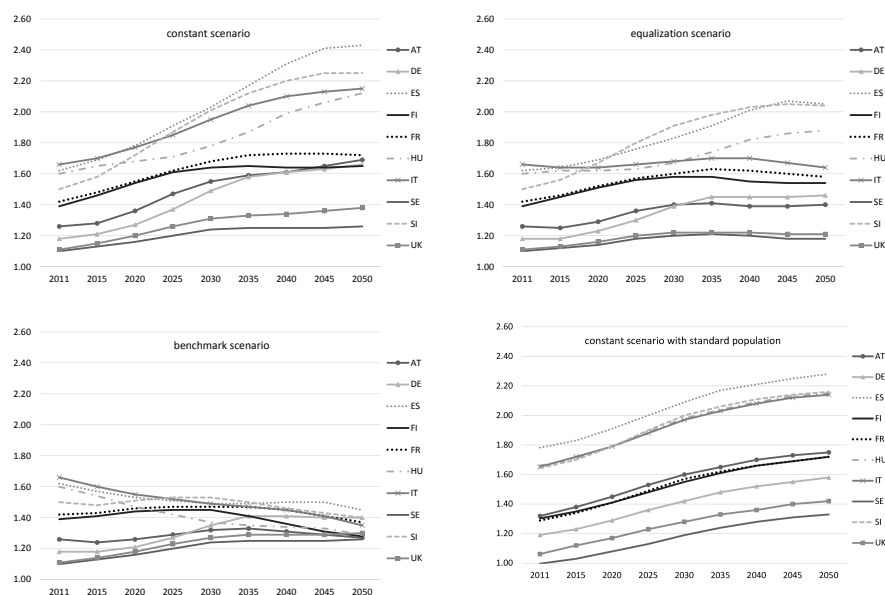 constant scenario
2.60
2.40
2.20
2.00
1.80
1.60
1.40
1.20
1.00
2011 2015 2020 2025 2030 2035 2040 2045 2050
AT
DE
ES
FI
FR
HU
IT
SE
SI
UK
equalization scenario
2.60
2.40
2.20
2.00
1.80
1.60
1.40
1.20
1.00
2011 2015 2020 2025 2030 2035 2040 2045 2050
AT
DE
ES
FI
FR
HU
IT
SE
SI
UK
benchmark scenario
2.60
2.40
2.20
2.00
1.80
1.60
1.40
1.20
1.00
2011 2015 2020 2025 2030 2035 2040 2045 2050
AT
DE
ES
FI
FR
HU
IT
SE
SI
UK
constant scenario with standard population
2.60
2.40
2.20
2.00
1.80
1.60
1.40
1.20
1.00
2011 2015 2020 2025 2030 2035 2040 2045 2050
AT
DE
ES
FI
FR
HU
IT
SE
SI
UK